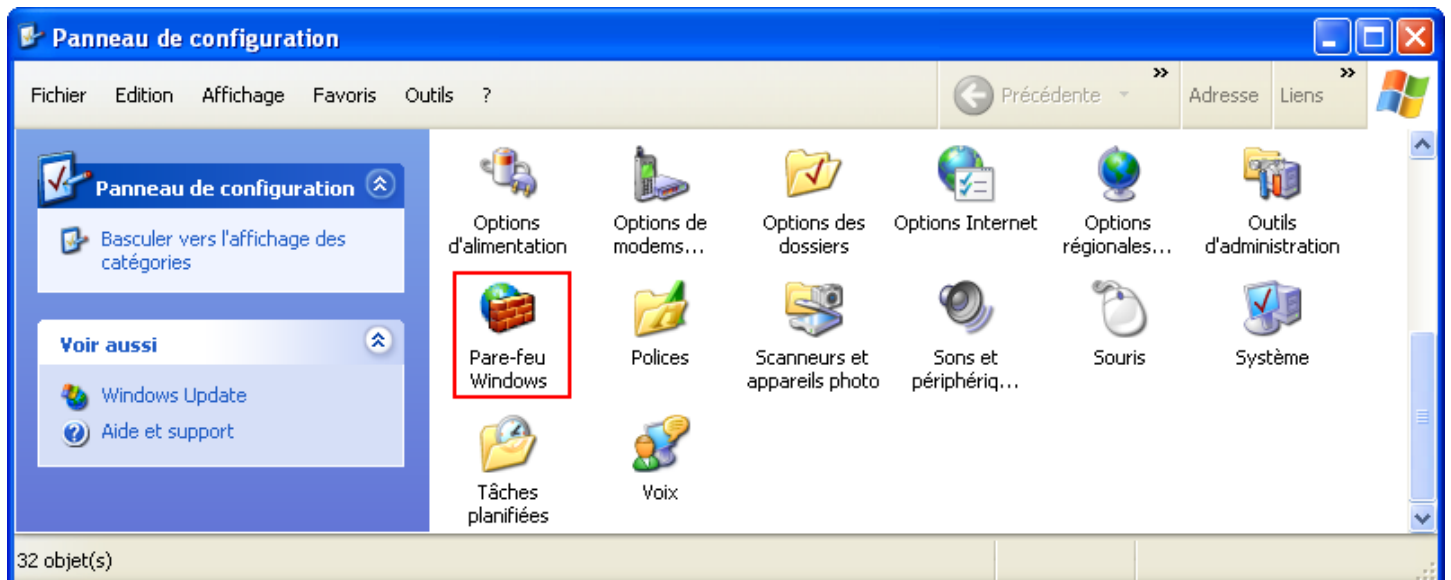 Panneau de configuration
Fichier Edition Affichage Favoris Outils ? Précédente » Adresse Liens »
Panneau de configuration
Basculer vers l'affichage des
catégories
Voir aussi
Windows Update
Aide et support
Options
d'alimentation
Options de
modems...
Options des
dossiers
Options Internet
Options
régionales...
Outils
d'administration
Pare-feu
Windows
Polices
Scanneurs et
appareils photo
Sons et
périphériq...
Souris
Système
Tâches
planifiées
Voix
32 objet(s)